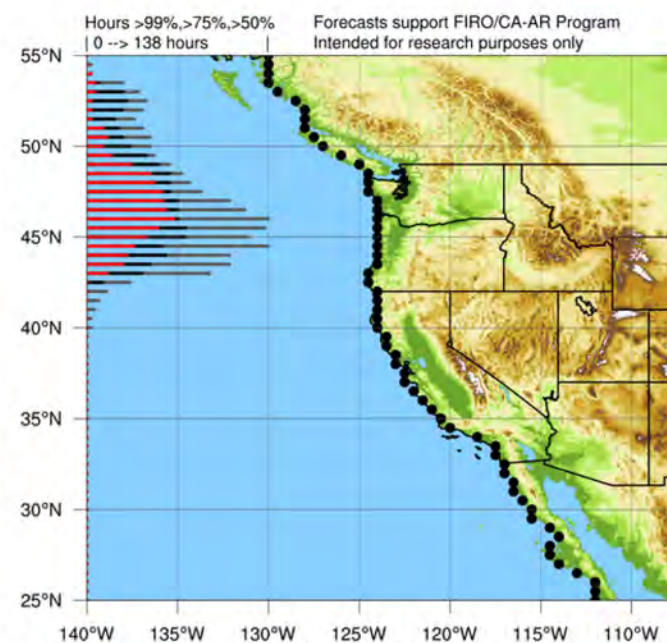 Hours >99%,>75%,>50% Forecasts support FIRO/CA-AR Program
| 0 --> 138 hours | Intended for research purposes only
55°N
50°N
45°N
40°N
35°N
30°N
25°N
140°W 135°W 130°W 125°W 120°W 115°W 110°W